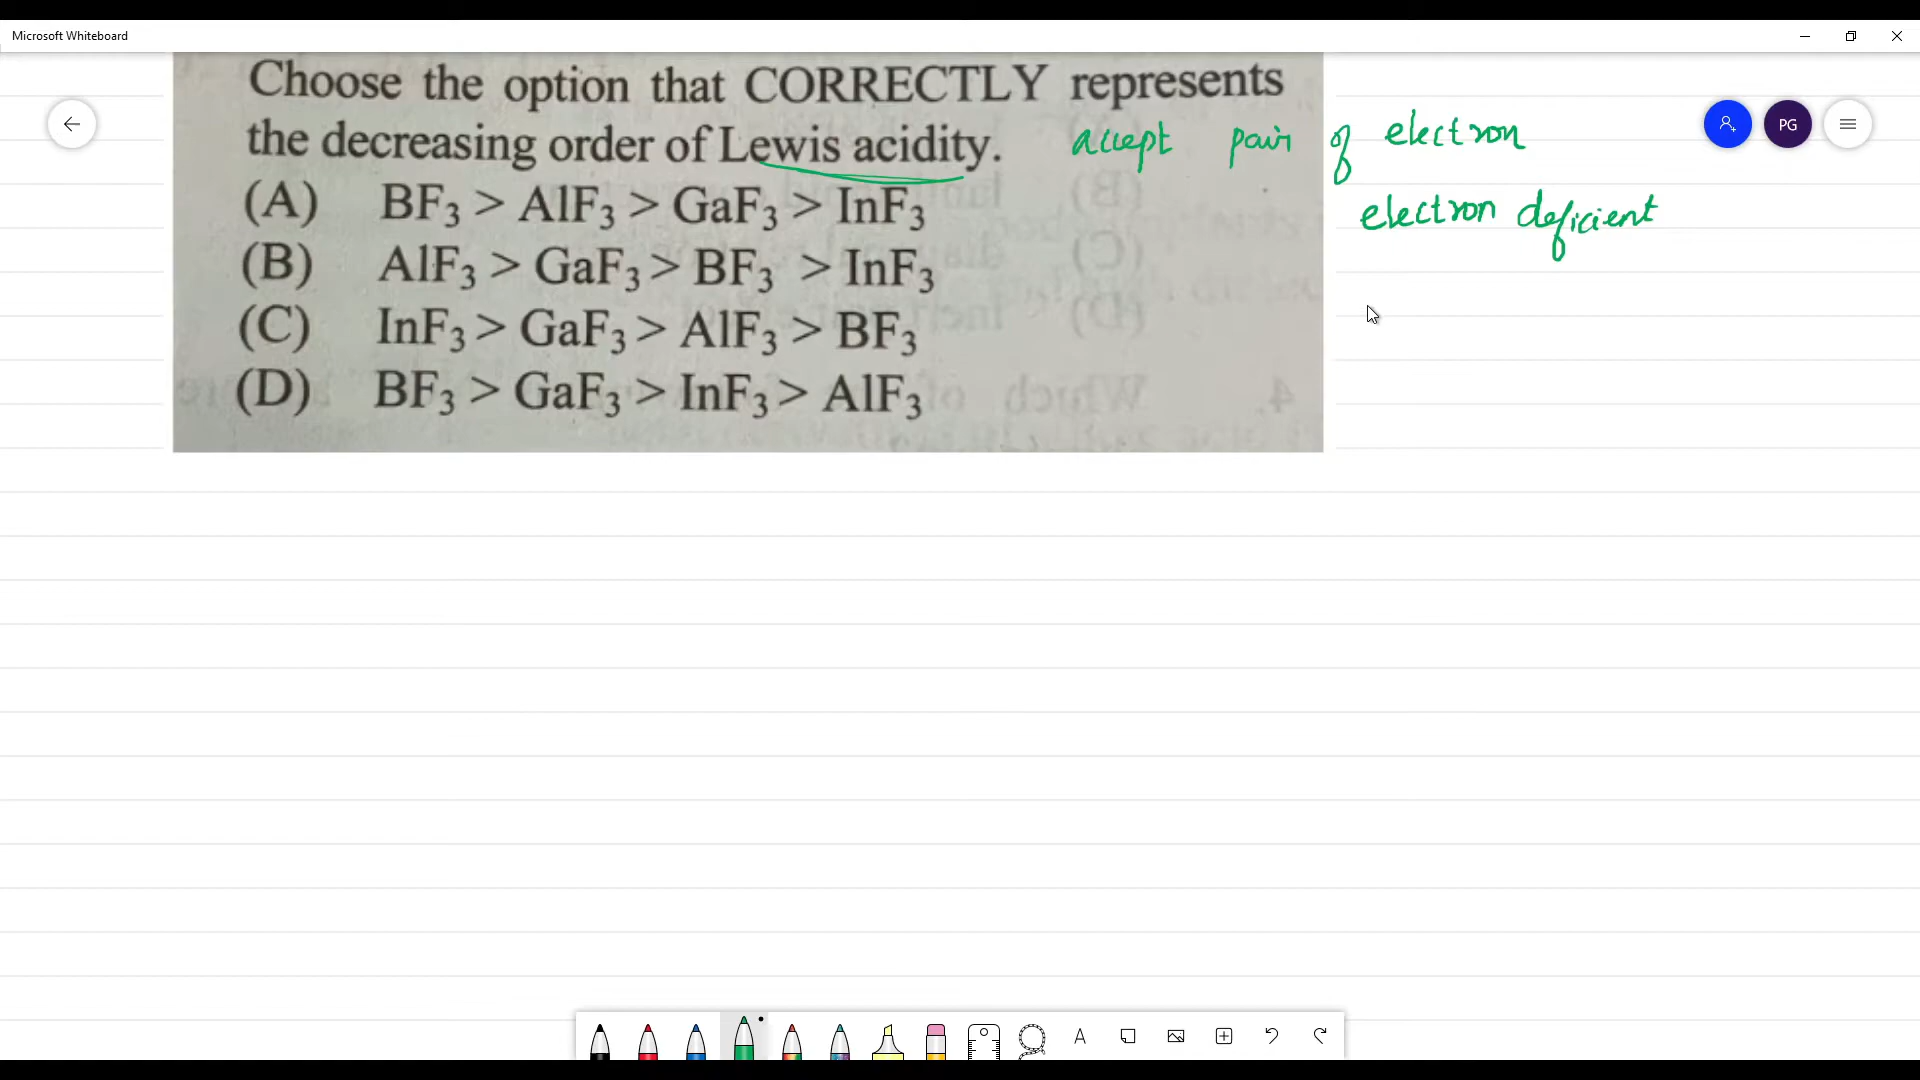 Microsoft Whiteboard
Choose the option that CORRECTLY represents
the decreasing order of Lewis acidity. accept pair of electron
electron deficient
(A) BF₃ > AlF₃ > GaF₃ > InF₃
(B) AlF₃ > GaF₃ > BF₃ > InF₃
(C) InF₃ > GaF₃ > AlF₃ > BF₃
(D) BF₃ > GaF₃ > InF₃ > AlF₃
PG
A